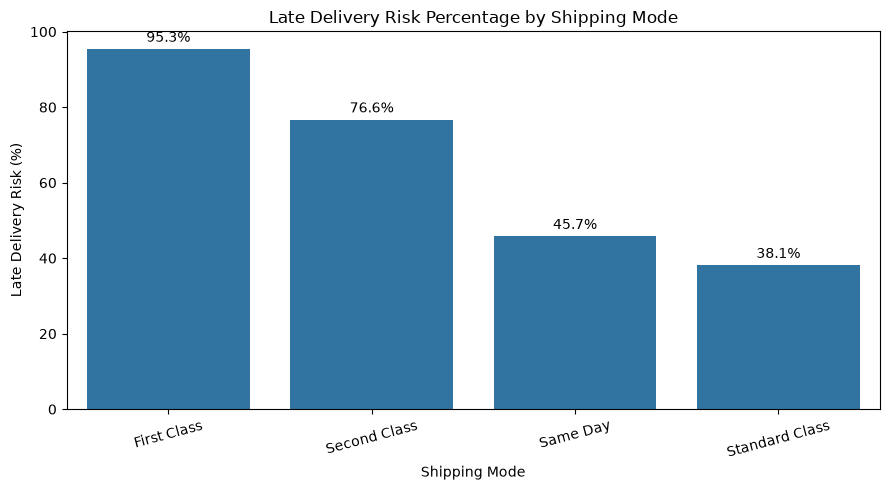 Late Delivery Risk Percentage by Shipping Mode
Late Delivery Risk (%)
100
80
60
40
20
0
95.3%
76.6%
45.7%
38.1%
First Class
Second Class
Same Day
Standard Class
Shipping Mode